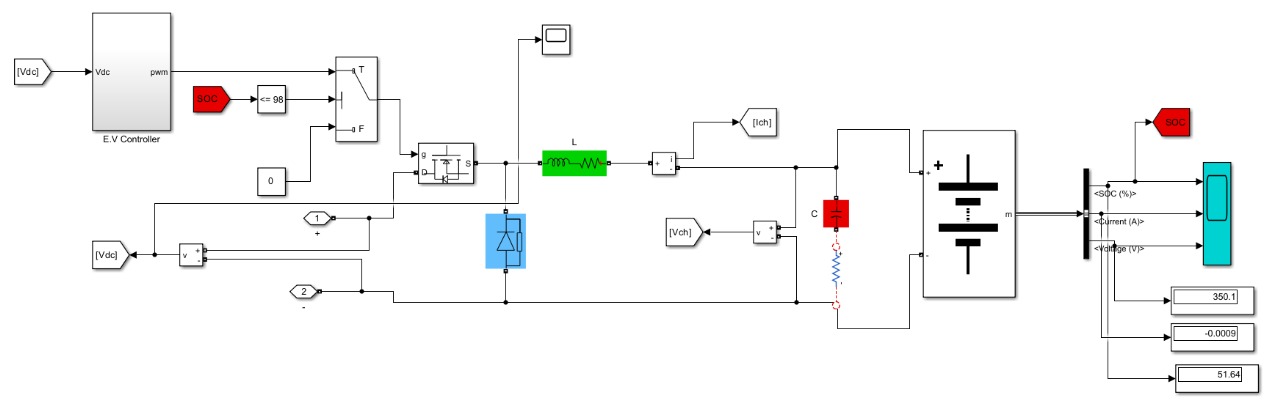 [Vdc]
Vdc
pwm
E.V Controller
SOC
<= 98
T
F
0
g
D
S
1
+
[Vdc]
v
+
-
2
-
L
+
i
-
[Ich]
[Vch]
v
+
-
C
+
-
+
+
-
m
SOC
<SOC (%)>
<Current (A)>
<Voltage (V)>
350.1
-0.0009
51.64